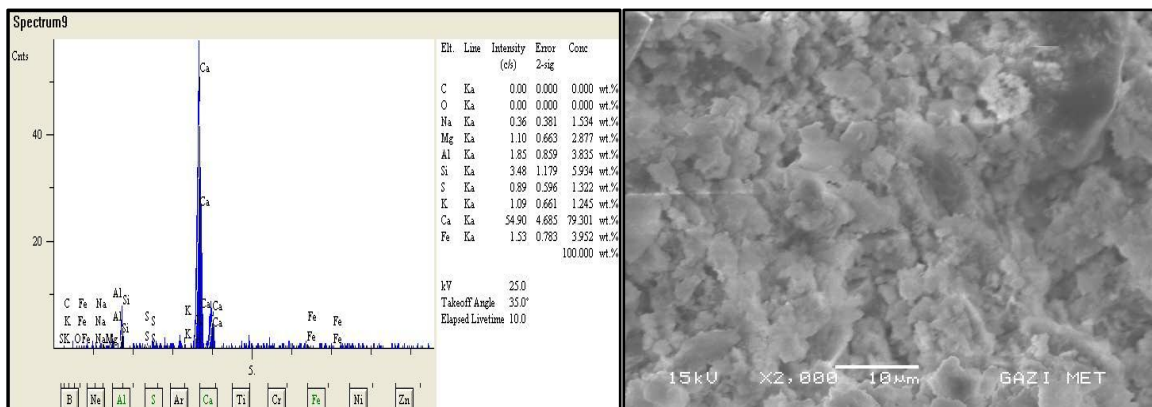 Spectrum9
Cnts
40
20
5.
Ca
Ca
Ca
Ca
Ca
Al
Si
Al
Si
C Fe Na
K Fe Na
SK O Fe Na Mg
S S
S S
K
K
Fe Fe
Fe Fe
B Ne Al S Ar Ca Ti Cr Fe Ni Zn
Elt. Line Intensity Error Conc
(c/s) 2-sig
C Ka 0.00 0.000 0.000 wt.%
O Ka 0.00 0.000 0.000 wt.%
Na Ka 0.36 0.381 1.534 wt.%
Mg Ka 1.10 0.663 2.877 wt.%
Al Ka 1.85 0.859 3.835 wt.%
Si Ka 3.48 1.179 5.934 wt.%
S Ka 0.89 0.596 1.322 wt.%
K Ka 1.09 0.661 1.245 wt.%
Ca Ka 54.90 4.685 79.301 wt.%
Fe Ka 1.53 0.783 3.952 wt.%
100.000 wt.%
kV 25.0
Takeoff Angle 35.0°
Elapsed Livetime 10.0
15kV X2,000 10μm GAZI MET